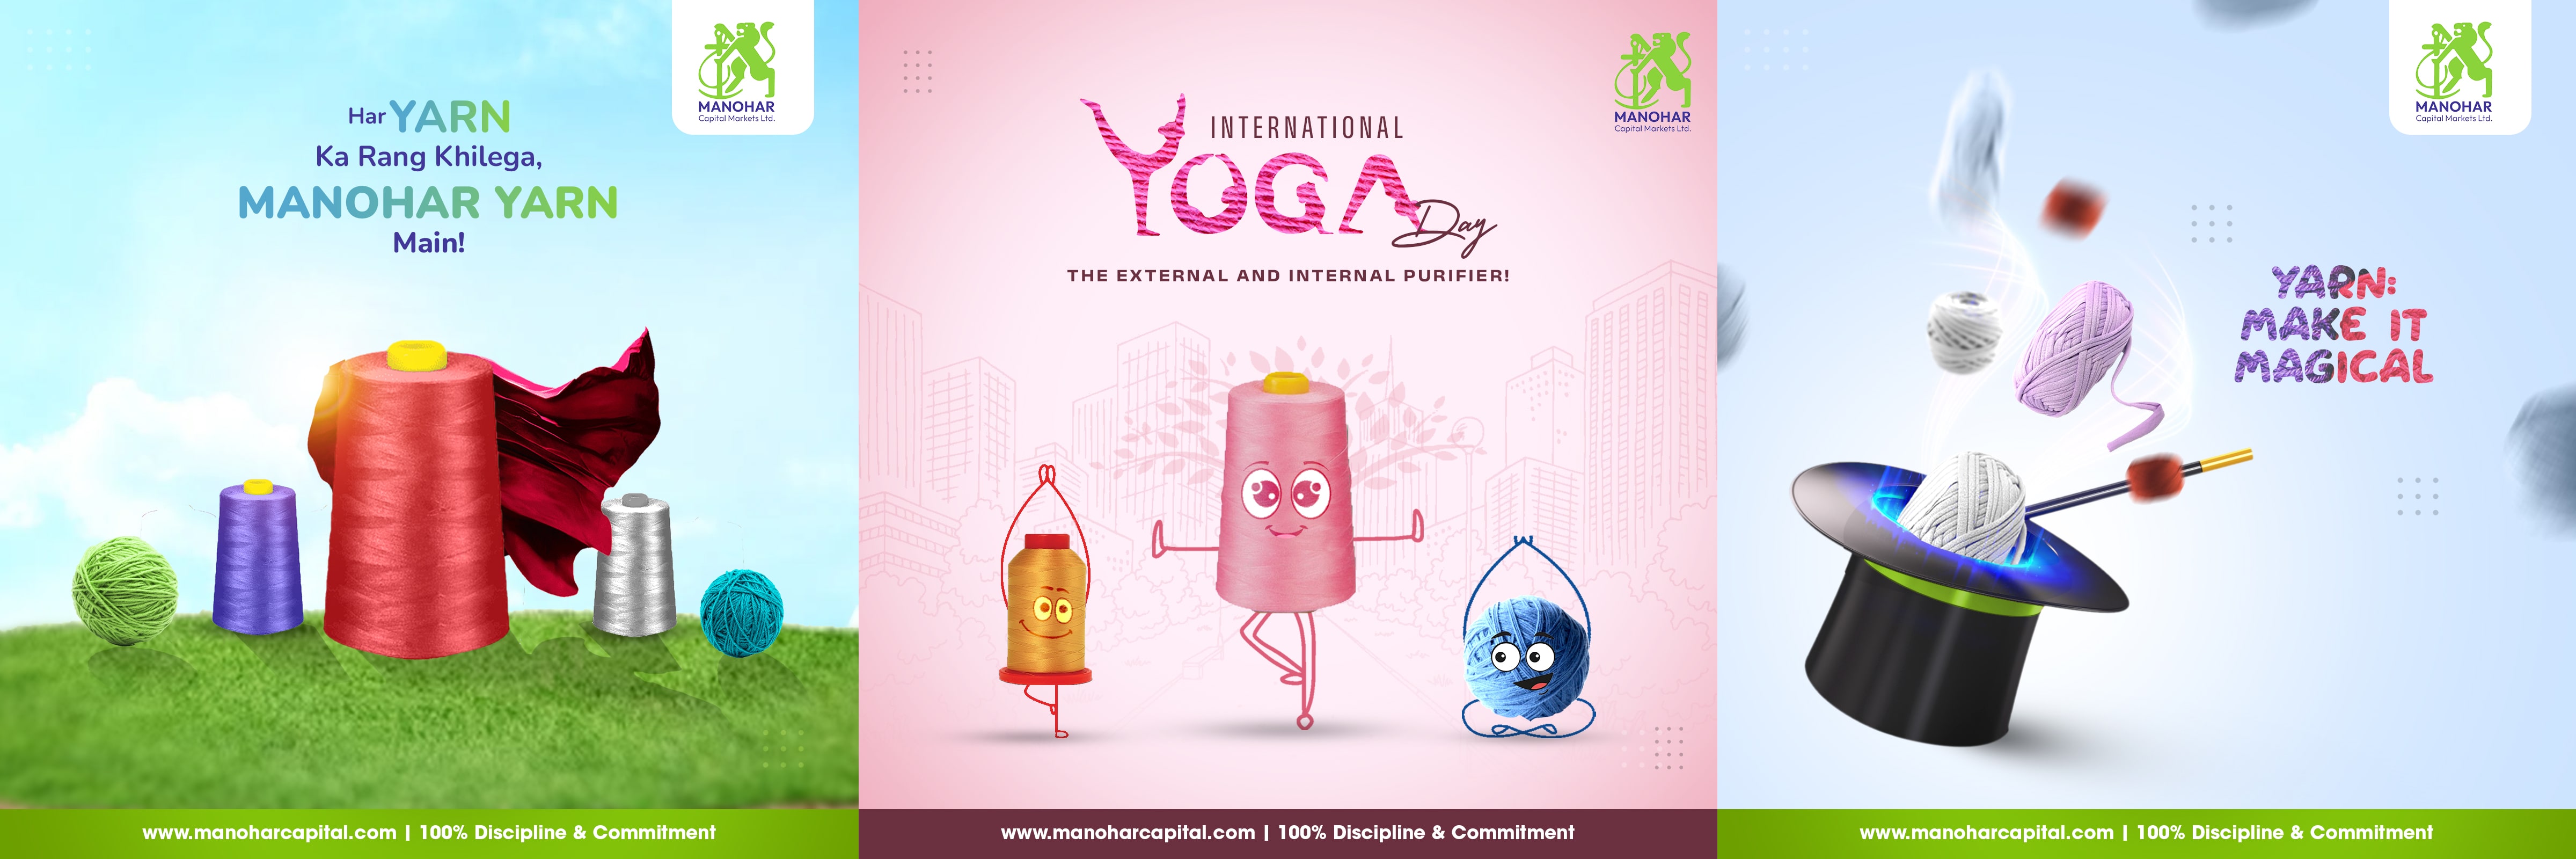 Har YARN
Ka Rang Khilega,
MANOHAR YARN
Main!
MANOHAR
Capital Markets Ltd.
www.manoharcapital.com | 100% Discipline & Commitment
INTERNATIONAL
YOGA
Day
THE EXTERNAL AND INTERNAL PURIFIER!
MANOHAR
Capital Markets Ltd.
www.manoharcapital.com | 100% Discipline & Commitment
MANOHAR
Capital Markets Ltd.
YARN:
MAKE IT
MAGICAL
www.manoharcapital.com | 100% Discipline & Commitment